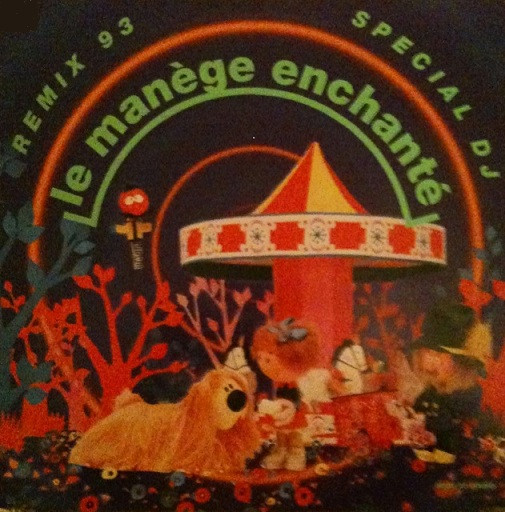 REMIX 93
SPECIAL DJ
le manège enchanté